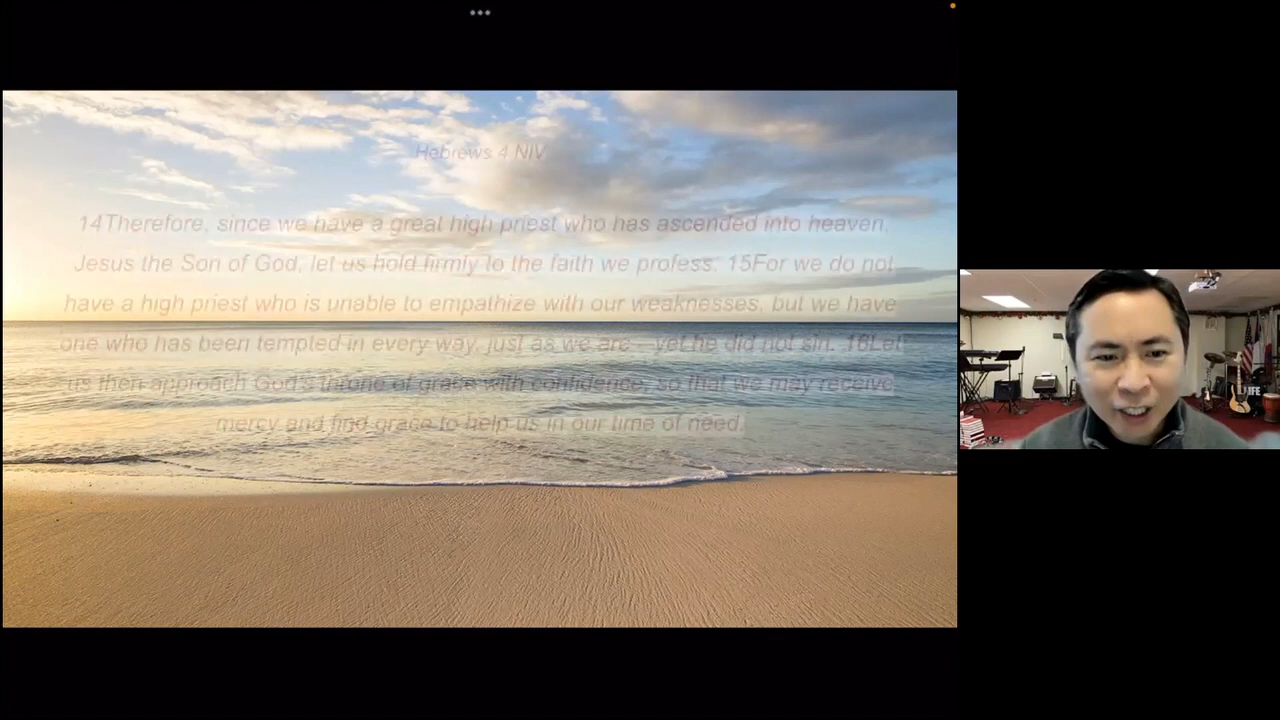 Hebrews 4 NIV
14Therefore, since we have a great high priest who has ascended into heaven,
Jesus the Son of God, let us hold firmly to the faith we profess. 15For we do not
have a high priest who is unable to empathize with our weaknesses, but we have
one who has been tempted in every way, just as we are—yet he did not sin. 16Let
us then approach God's throne of grace with confidence, so that we may receive
mercy and find grace to help us in our time of need.
LIFE